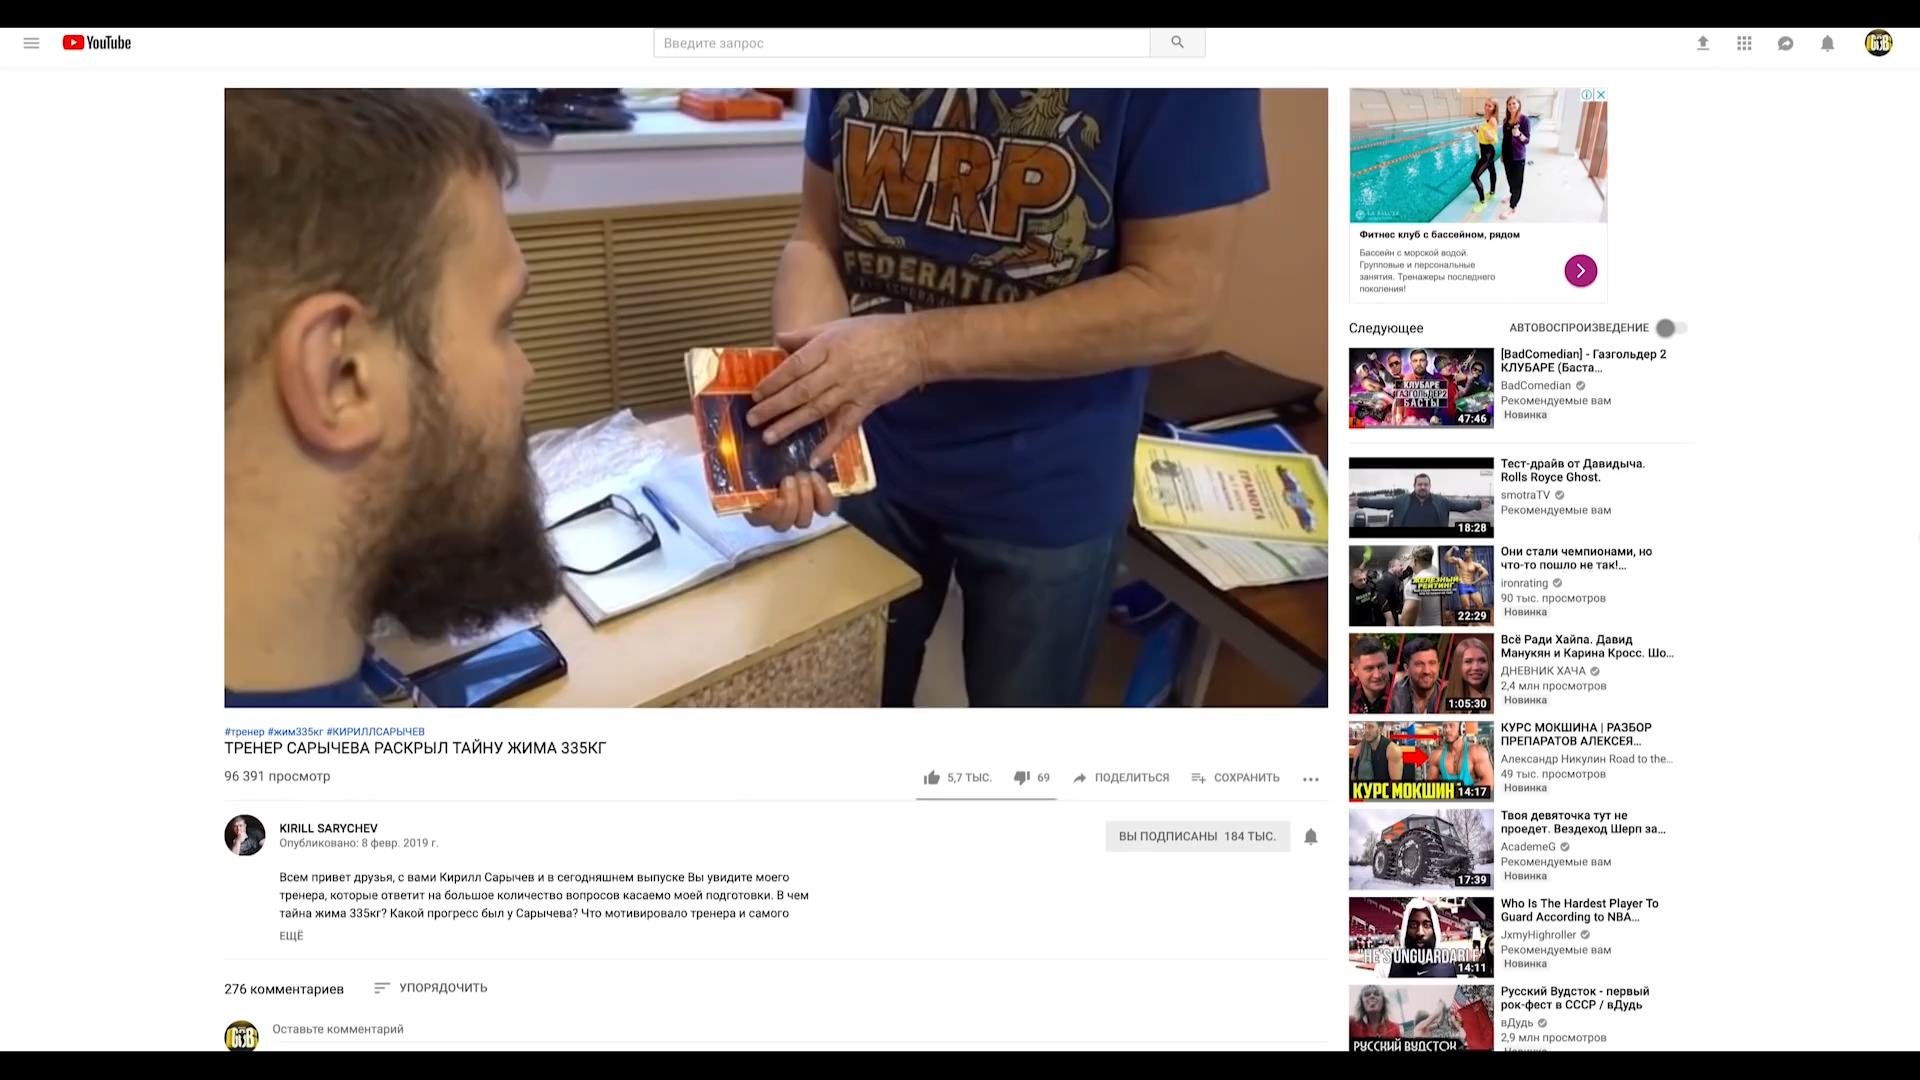 YouTube
Введите запрос
WRP
FEDERATIO
ГРАМОТА
#тренер #жим335кг #КИРИЛЛСАРЫЧЕВ
ТРЕНЕР САРЫЧЕВА РАСКРЫЛ ТАЙНУ ЖИМА 335КГ
96 391 просмотр
5,7 ТЫС.
69
ПОДЕЛИТЬСЯ
СОХРАНИТЬ
KIRILL SARYCHEV
Опубликовано: 8 февр. 2019 г.
ВЫ ПОДПИСАНЫ 184 ТЫС.
Всем привет друзья, с вами Кирилл Сарычев и в сегодняшнем выпуске Вы увидите моего
тренера, которые ответит на большое количество вопросов касаемо моей подготовки. В чем
тайна жима 335кг? Какой прогресс был у Сарычева? Что мотивировало тренера и самого
ЕЩЁ
276 комментариев
УПОРЯДОЧИТЬ
Оставьте комментарий
Фитнес клуб с бассейном, рядом
Бассейн с морской водой.
Групповые и персональные
занятия. Тренажеры последнего
поколения!
Следующее
АВТОВОСПРОИЗВЕДЕНИЕ
КЛУБАРЕ
ГАЗГОЛЬДЕР2
БАСТЫ
47:46
[BadComedian] - Газгольдер 2
КЛУБАРЕ (Баста...
BadComedian
Рекомендуемые вам
Новинка
18:28
Тест-драйв от Давидыча.
Rolls Royce Ghost.
smotraTV
Рекомендуемые вам
ЖЕЛЕЗНЫЙ
РЕЙТИНГ
22:29
Они стали чемпионами, но
что-то пошло не так!...
ironrating
90 тыс. просмотров
Новинка
1:05:30
Всё Ради Хайпа. Давид
Манукян и Карина Кросс. Шо...
ДНЕВНИК ХАЧА
2,4 млн просмотров
Новинка
КУРС МОКШИН
14:17
КУРС МОКШИНА | РАЗБОР
ПРЕПАРАТОВ АЛЕКСЕЯ...
Александр Никулин Road to the...
49 тыс. просмотров
Новинка
17:39
Твоя девяточка тут не
проедет. Вездеход Шерп за...
AcademeG
Рекомендуемые вам
Новинка
"HE'S UNGUARDABLE"
14:11
Who Is The Hardest Player To
Guard According to NBA...
JxmyHighroller
Рекомендуемые вам
Новинка
РУССКИЙ ВУДСТОК
Русский Вудсток - первый
рок-фест в СССР / вДудь
вДудь
2,9 млн просмотров